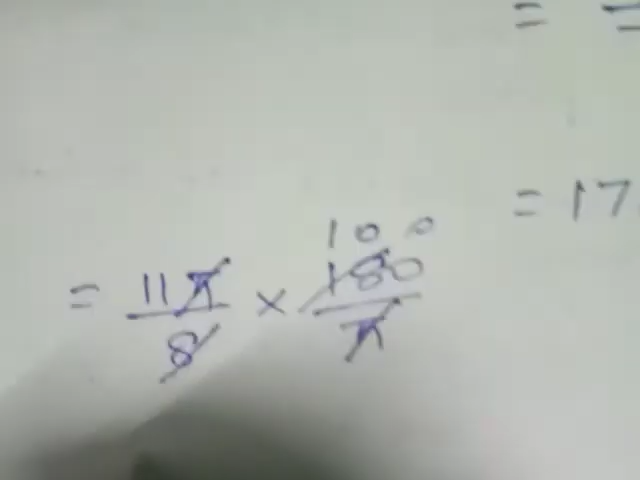 =
= 17
100
= 11π/8 × 180/π